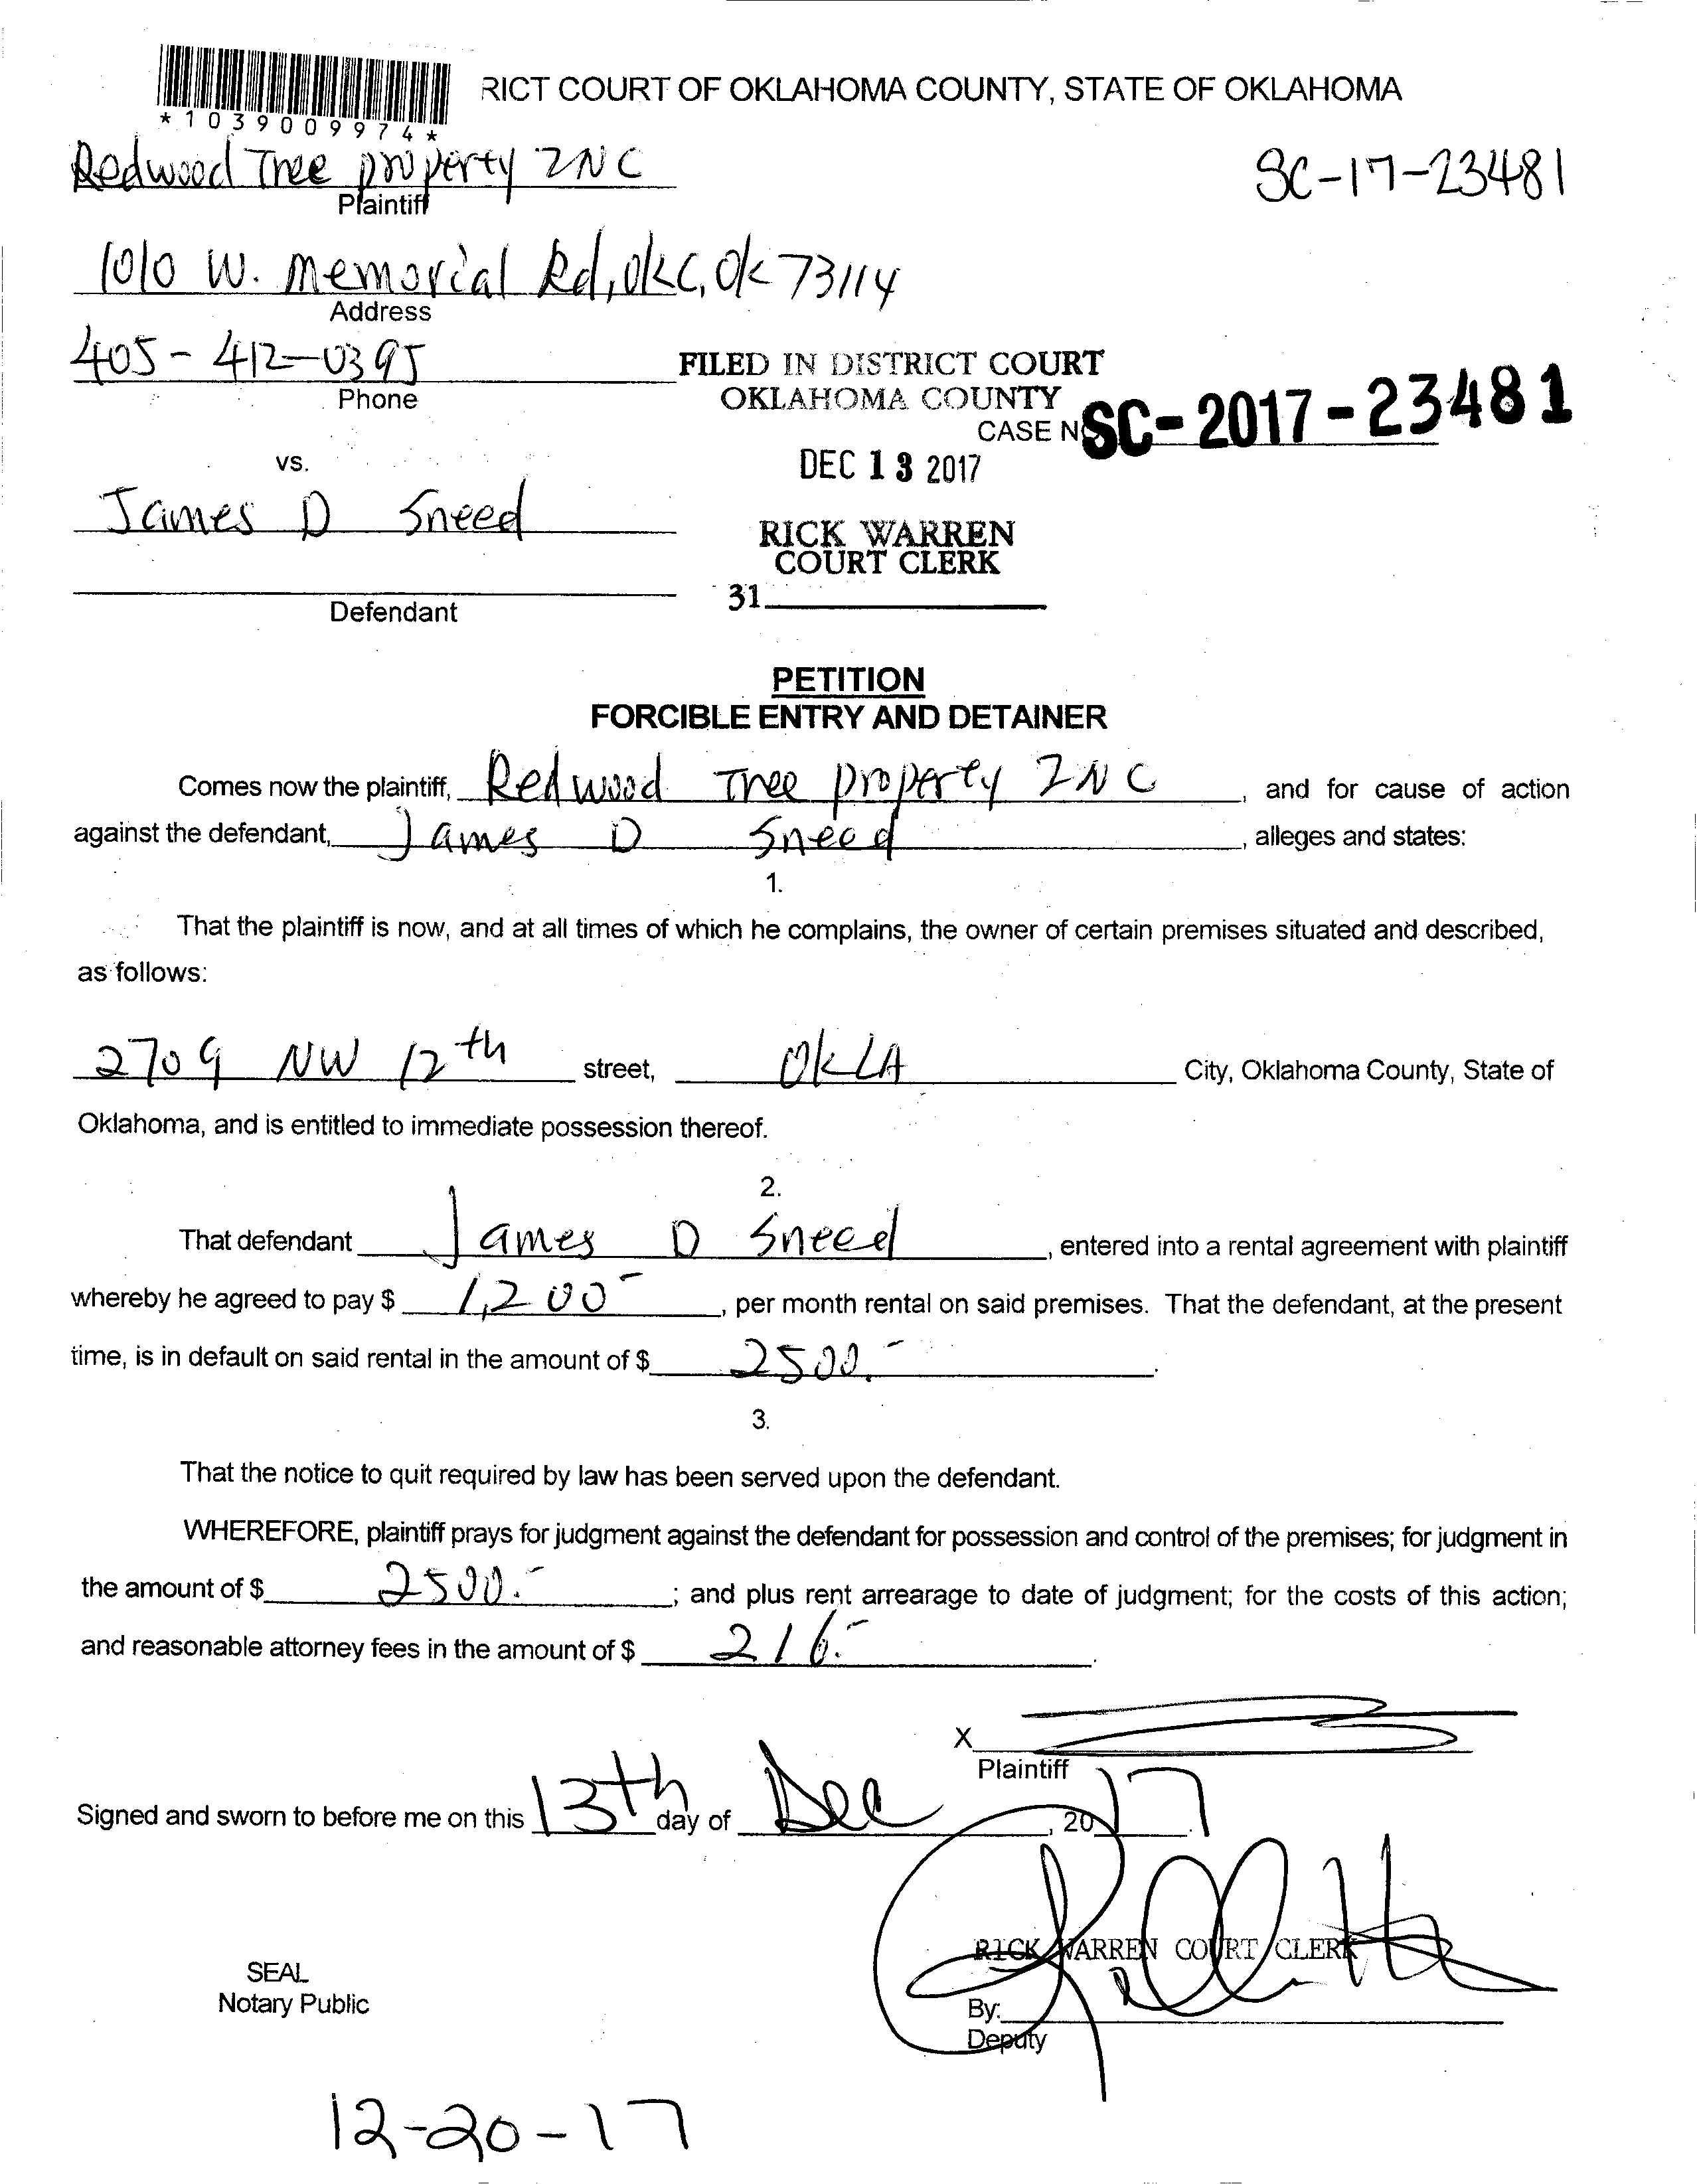 RICT COURT OF OKLAHOMA COUNTY, STATE OF OKLAHOMA
*1039009974*
Redwood Tree property INC
Plaintiff
SC-17-23481
1010 W. Memorial Rd, OKC, OK 73114
Address
405-412-0395
Phone
FILED IN DISTRICT COURT
OKLAHOMA COUNTY
CASE NO SC-2017-23481
DEC 13 2017
vs.
James D Sneed
RICK WARREN
COURT CLERK
31
Defendant
PETITION
FORCIBLE ENTRY AND DETAINER
Comes now the plaintiff, Redwood Tree property INC, and for cause of action
against the defendant, James D Sneed, alleges and states:
1.
That the plaintiff is now, and at all times of which he complains, the owner of certain premises situated and described,
as follows:
2709 NW 12th street, OKLA City, Oklahoma County, State of
Oklahoma, and is entitled to immediate possession thereof.
2.
That defendant James D Sneed, entered into a rental agreement with plaintiff
whereby he agreed to pay $ 1,200-, per month rental on said premises. That the defendant, at the present
time, is in default on said rental in the amount of $ 2500.-.
3.
That the notice to quit required by law has been served upon the defendant.
WHEREFORE, plaintiff prays for judgment against the defendant for possession and control of the premises; for judgment in
the amount of $ 2500.-; and plus rent arrearage to date of judgment; for the costs of this action;
and reasonable attorney fees in the amount of $ 216.-.
X
Plaintiff
Signed and sworn to before me on this 13th day of Dec, 2017.
RICK WARREN COURT CLERK
SEAL
Notary Public
By:
Deputy
12-20-17